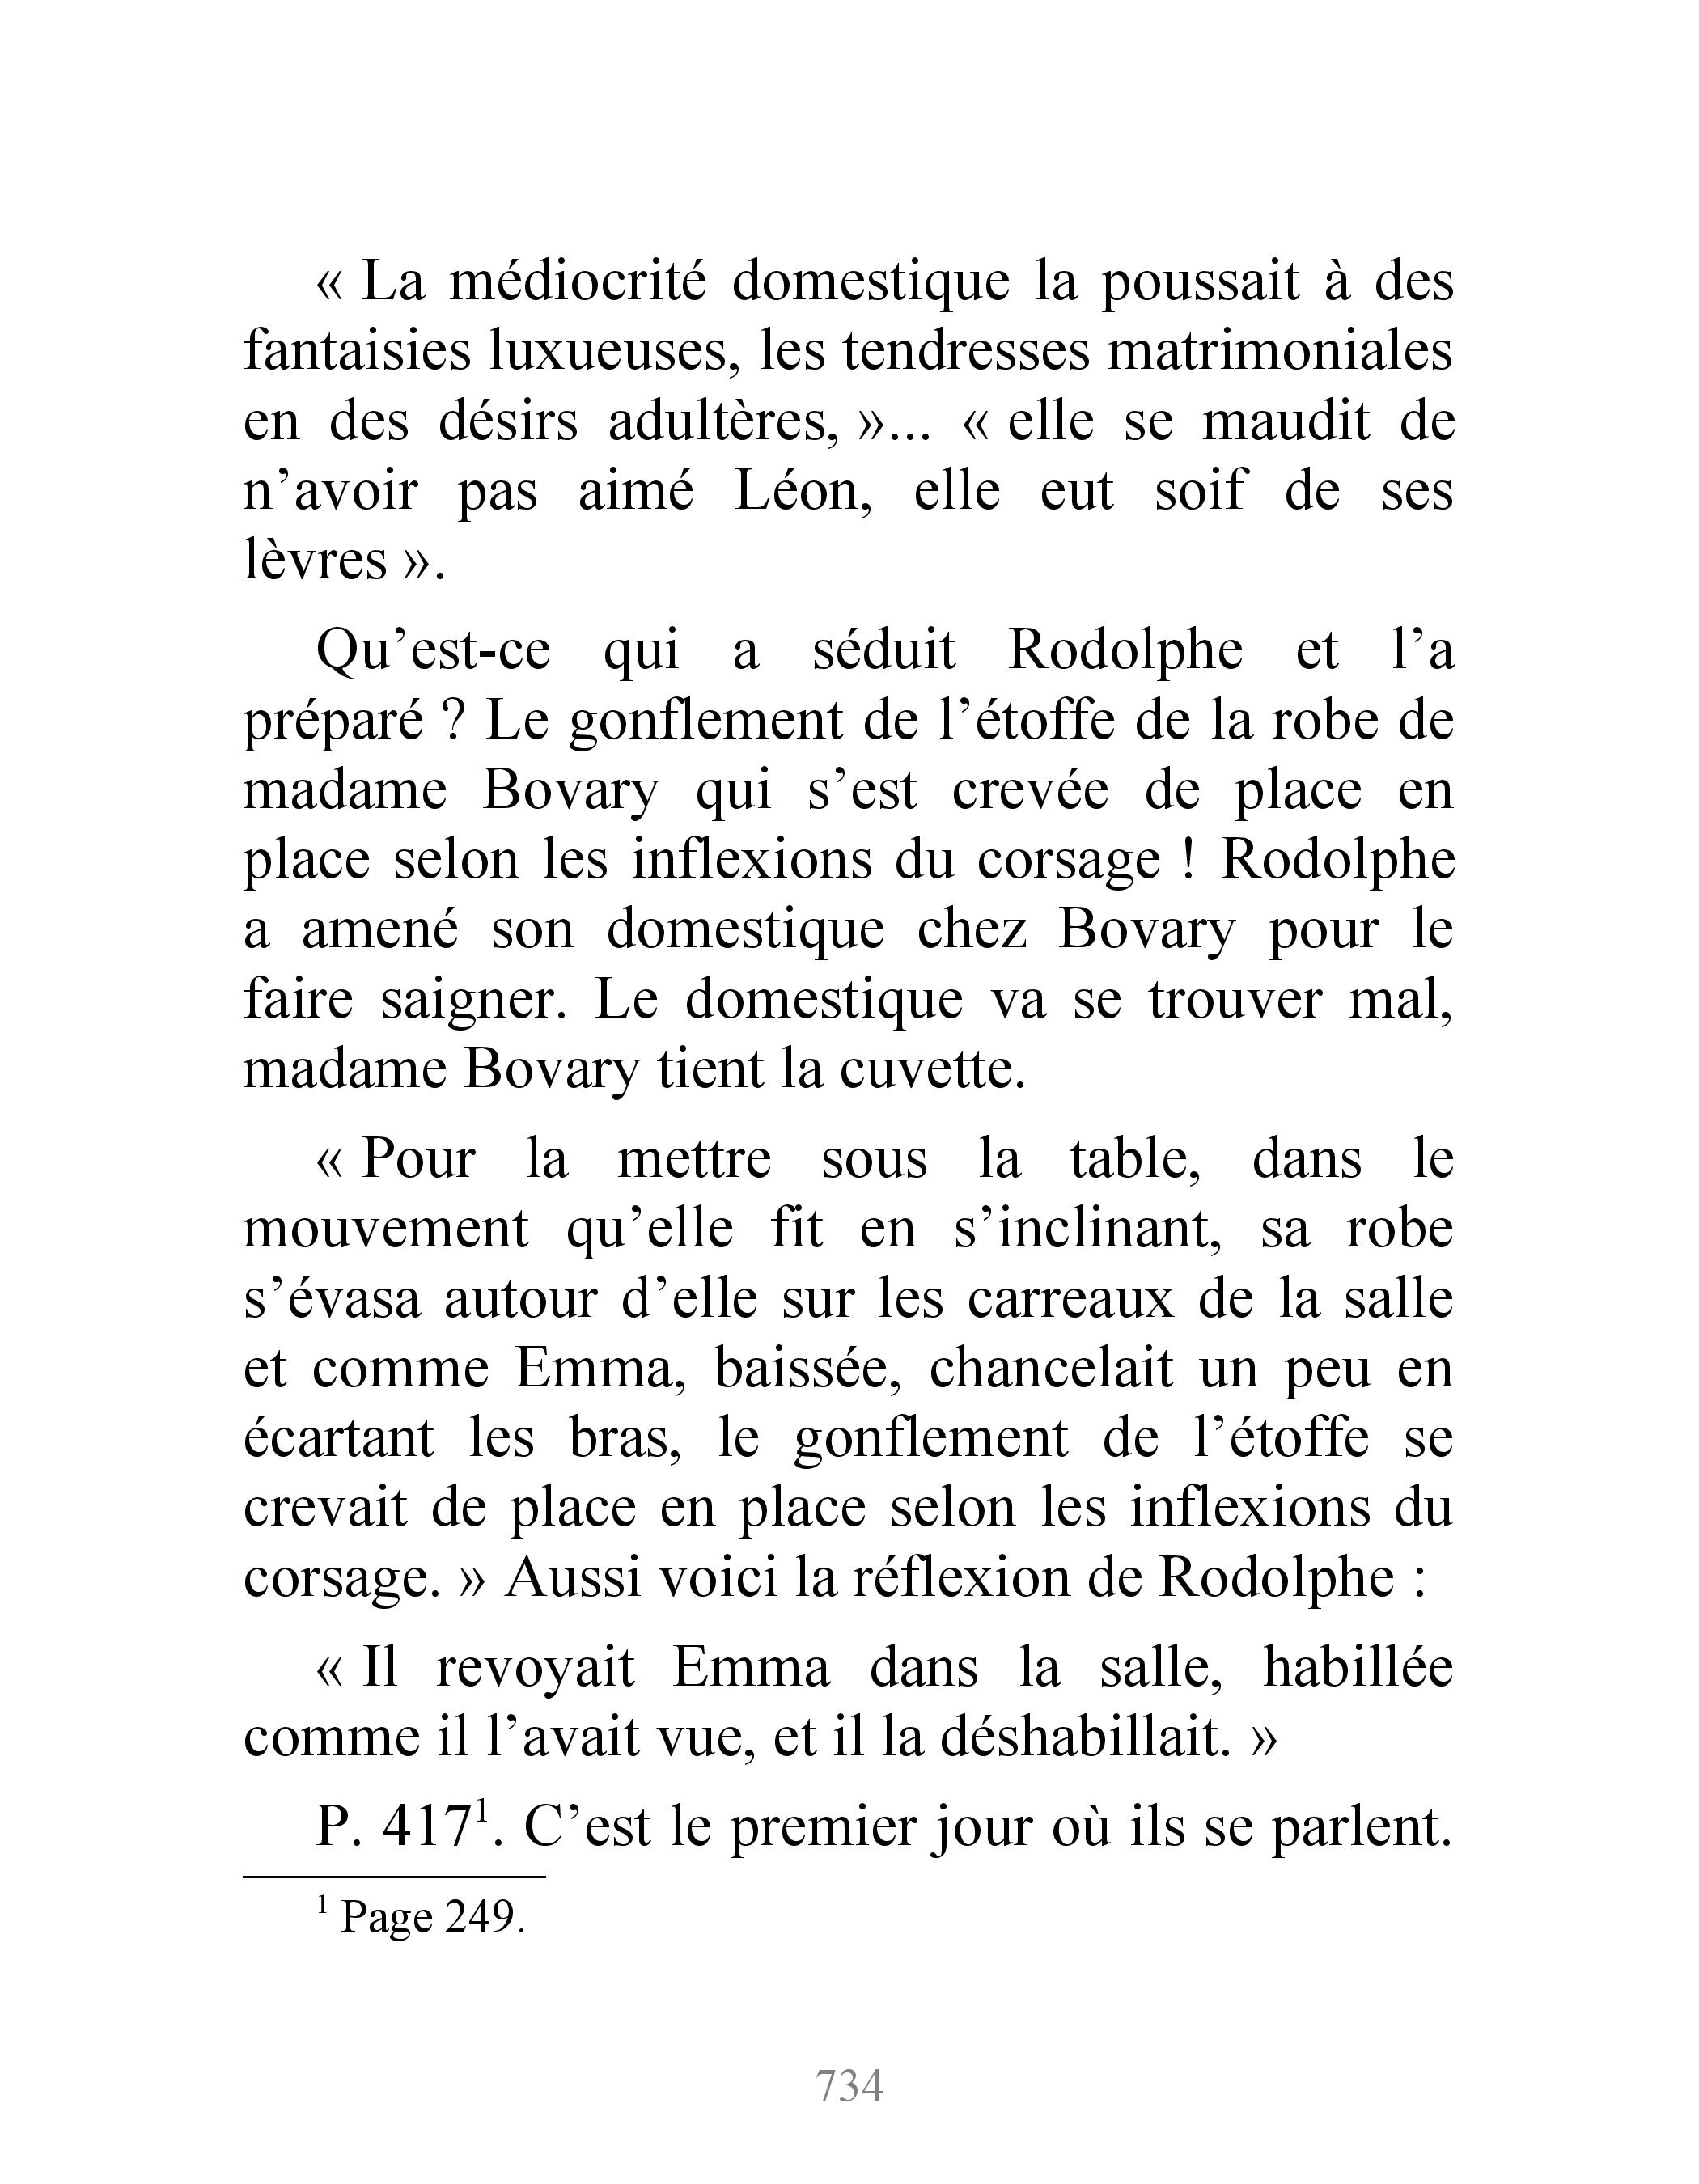 « La médiocrité domestique la poussait à des
fantaisies luxueuses, les tendresses matrimoniales
en des désirs adultères, »... « elle se maudit de
n’avoir pas aimé Léon, elle eut soif de ses
lèvres ».
Qu’est-ce qui a séduit Rodolphe et l’a
préparé ? Le gonflement de l’étoffe de la robe de
madame Bovary qui s’est crevée de place en
place selon les inflexions du corsage ! Rodolphe
a amené son domestique chez Bovary pour le
faire saigner. Le domestique va se trouver mal,
madame Bovary tient la cuvette.
« Pour la mettre sous la table, dans le
mouvement qu’elle fit en s’inclinant, sa robe
s’évasa autour d’elle sur les carreaux de la salle
et comme Emma, baissée, chancelait un peu en
écartant les bras, le gonflement de l’étoffe se
crevait de place en place selon les inflexions du
corsage. » Aussi voici la réflexion de Rodolphe :
« Il revoyait Emma dans la salle, habillée
comme il l’avait vue, et il la déshabillait. »
P. 417¹. C’est le premier jour où ils se parlent.
¹ Page 249.
734